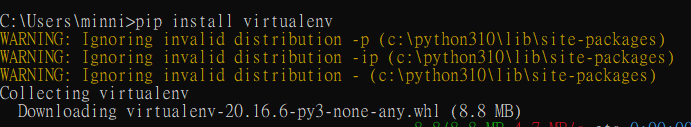 C:\Users\minni>pip install virtualenv
WARNING: Ignoring invalid distribution -p (c:\python310\lib\site-packages)
WARNING: Ignoring invalid distribution -ip (c:\python310\lib\site-packages)
WARNING: Ignoring invalid distribution - (c:\python310\lib\site-packages)
Collecting virtualenv
  Downloading virtualenv-20.16.6-py3-none-any.whl (8.8 MB)